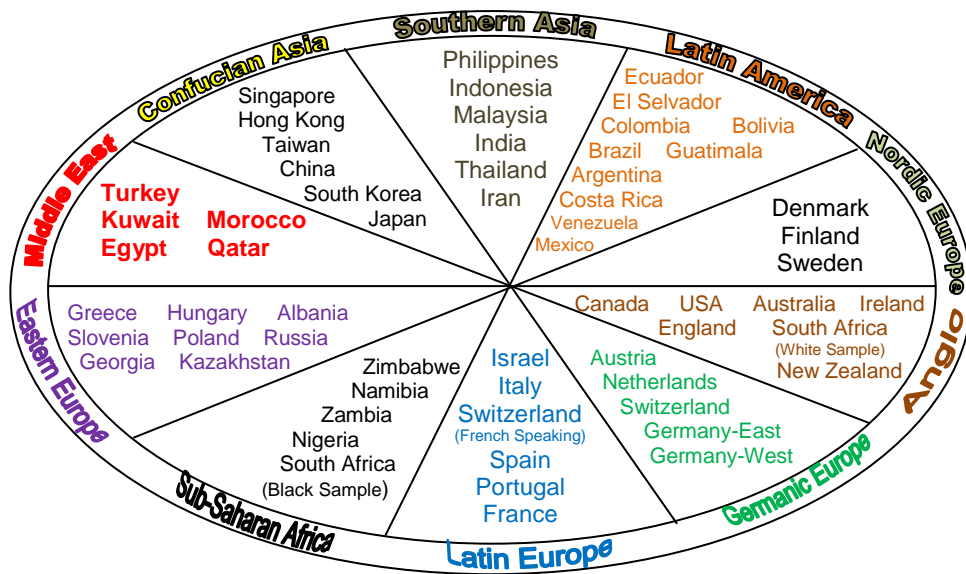 Southern Asia
Philippines
Indonesia
Malaysia
India
Thailand
Iran
Latin America
Ecuador
El Selvador
Colombia Bolivia
Brazil Guatimala
Argentina
Costa Rica
Venezuela
Mexico
Nordic Europe
Denmark
Finland
Sweden
Anglo
Canada USA Australia Ireland
England South Africa
(White Sample)
New Zealand
Germanic Europe
Austria
Netherlands
Switzerland
Germany-East
Germany-West
Latin Europe
Israel
Italy
Switzerland
(French Speaking)
Spain
Portugal
France
Sub-Saharan Africa
Zimbabwe
Namibia
Zambia
Nigeria
South Africa
(Black Sample)
Eastern Europe
Greece Hungary Albania
Slovenia Poland Russia
Georgia Kazakhstan
Middle East
Turkey
Kuwait Morocco
Egypt Qatar
Confucian Asia
Singapore
Hong Kong
Taiwan
China
South Korea
Japan